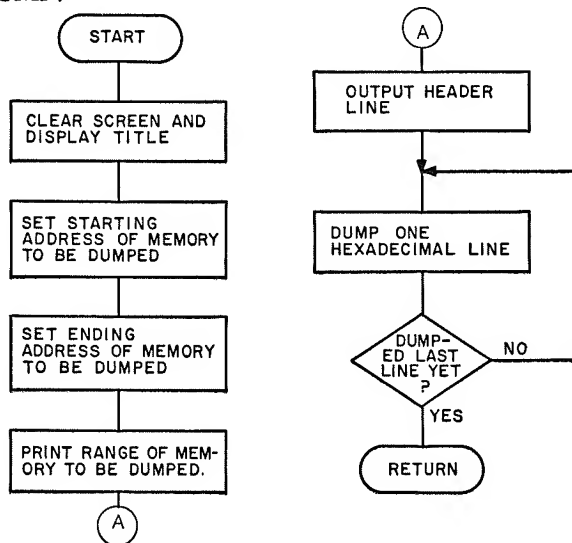 START
CLEAR SCREEN AND
DISPLAY TITLE
SET STARTING
ADDRESS OF MEMORY
TO BE DUMPED
SET ENDING
ADDRESS OF MEMORY
TO BE DUMPED
PRINT RANGE OF MEM-
ORY TO BE DUMPED.
A
A
OUTPUT HEADER
LINE
DUMP ONE
HEXADECIMAL LINE
DUMP-
ED LAST
LINE YET
?
NO
YES
RETURN